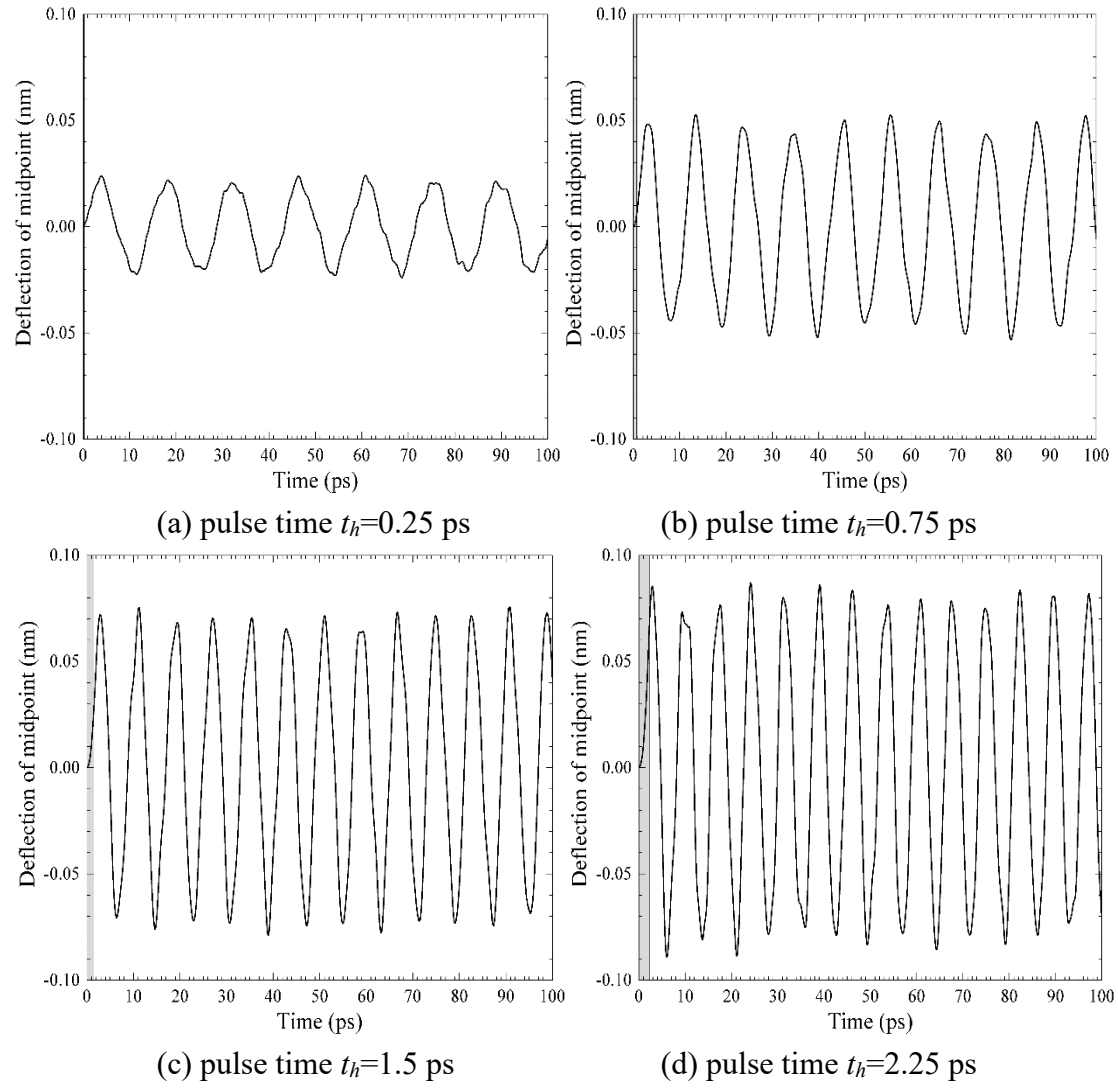 0.10
0.05
0.00
-0.05
-0.10
Deflection of midpoint (nm)
0 10 20 30 40 50 60 70 80 90 100
Time (ps)
(a) pulse time t_h=0.25 ps
0.10
0.05
0.00
-0.05
-0.10
Deflection of midpoint (nm)
0 10 20 30 40 50 60 70 80 90 100
Time (ps)
(b) pulse time t_h=0.75 ps
0.10
0.05
0.00
-0.05
-0.10
Deflection of midpoint (nm)
0 10 20 30 40 50 60 70 80 90 100
Time (ps)
(c) pulse time t_h=1.5 ps
0.10
0.05
0.00
-0.05
-0.10
Deflection of midpoint (nm)
0 10 20 30 40 50 60 70 80 90 100
Time (ps)
(d) pulse time t_h=2.25 ps